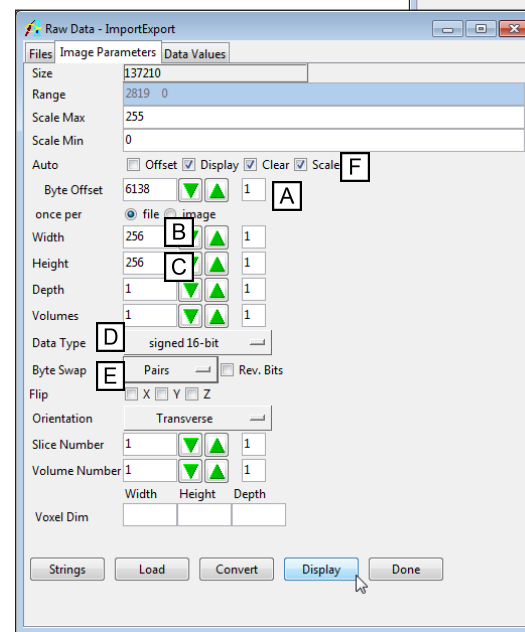 Raw Data - ImportExport
Files Image Parameters Data Values
Size 137210
Range 2819 0
Scale Max 255
Scale Min 0
Auto Offset Display Clear Scale F
Byte Offset 6138 1 A
once per file image
B
Width 256 1
Height 256 1
C
Depth 1 1
Volumes 1 1
Data Type D signed 16-bit
Byte Swap E Pairs Rev. Bits
Flip X Y Z
Orientation Transverse
Slice Number 1 1
Volume Number 1 1
Width Height Depth
Voxel Dim
Strings Load Convert Display Done